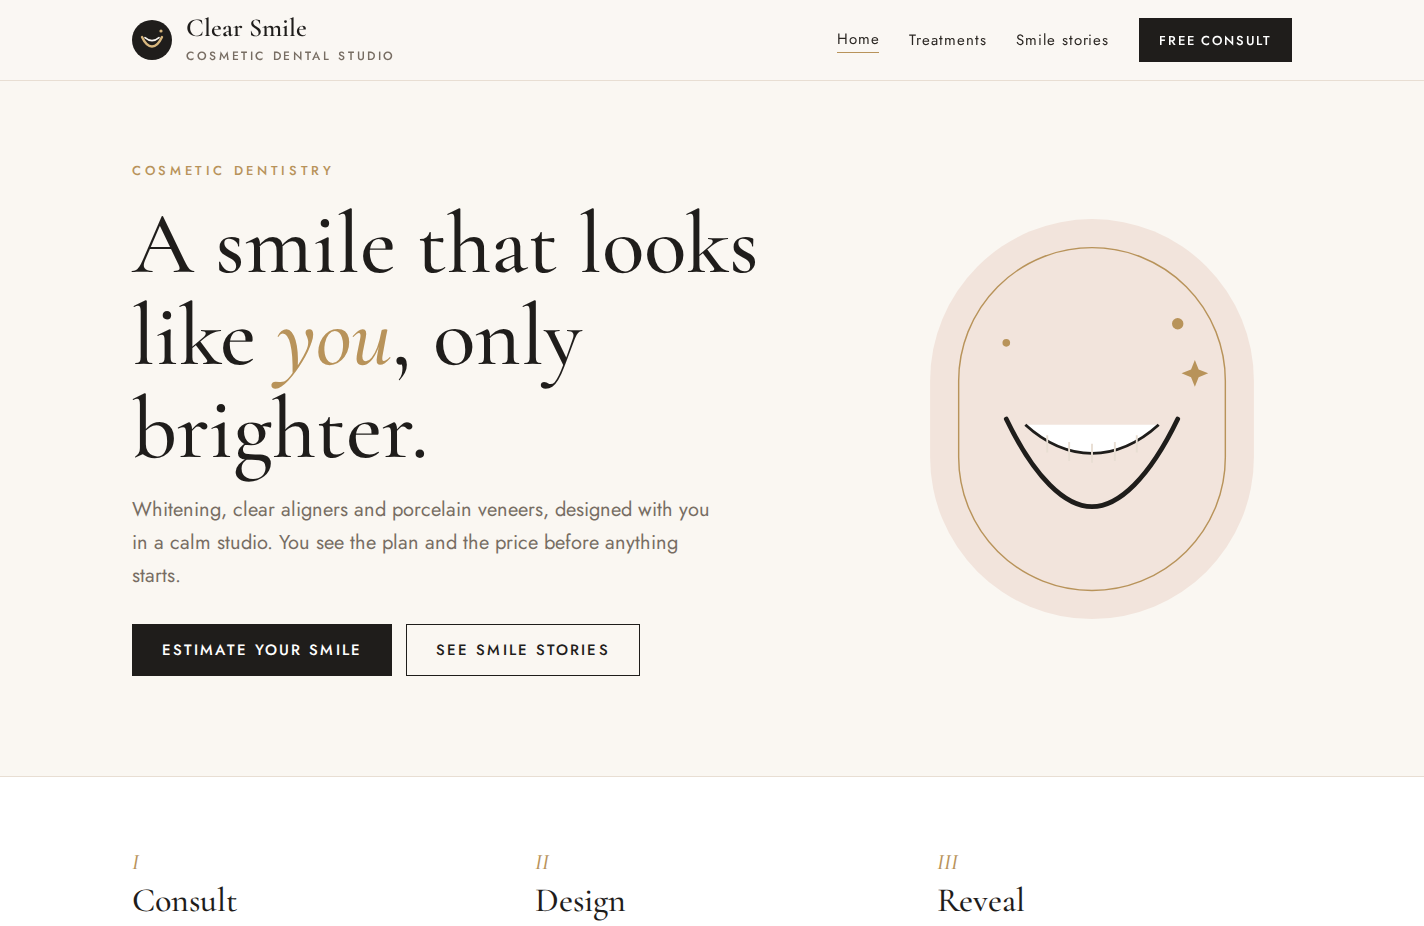 Clear Smile
COSMETIC DENTAL STUDIO
Home
Treatments
Smile stories
FREE CONSULT
COSMETIC DENTISTRY
A smile that looks
like you, only
brighter.
Whitening, clear aligners and porcelain veneers, designed with you
in a calm studio. You see the plan and the price before anything
starts.
ESTIMATE YOUR SMILE
SEE SMILE STORIES
I
Consult
II
Design
III
Reveal